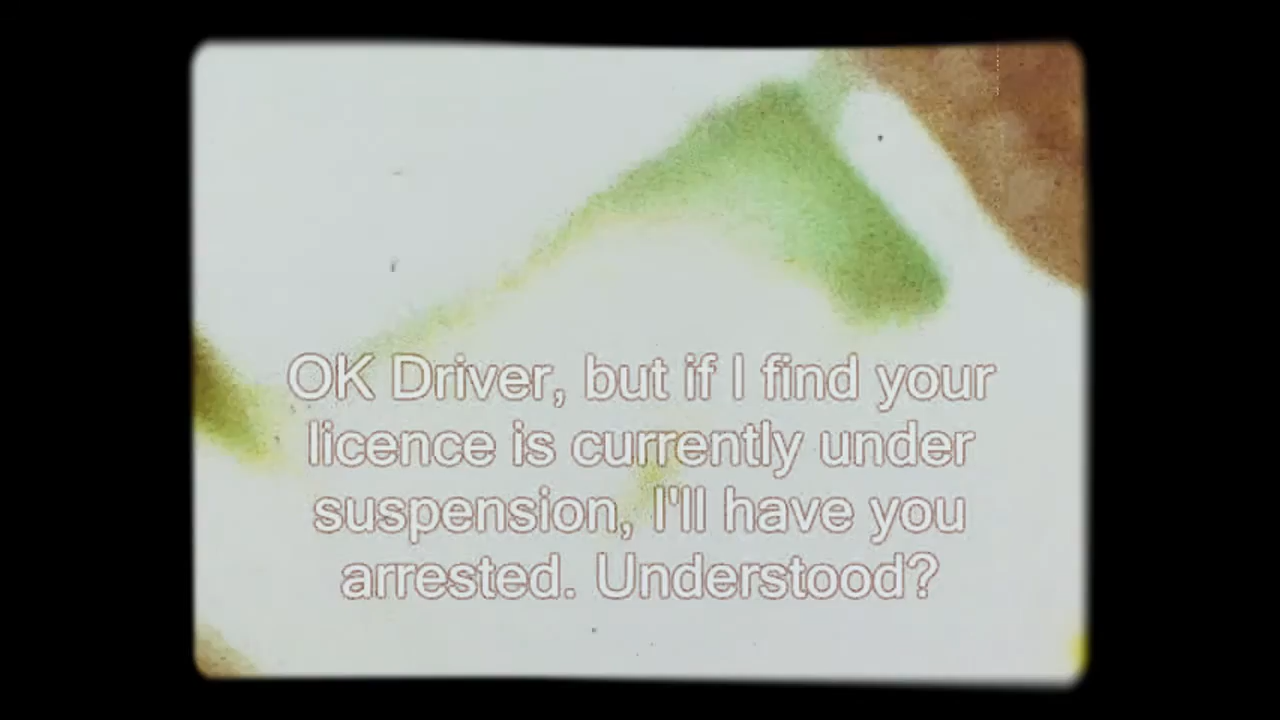 OK Driver, but if I find your
licence is currently under
suspension, I'll have you
arrested. Understood?